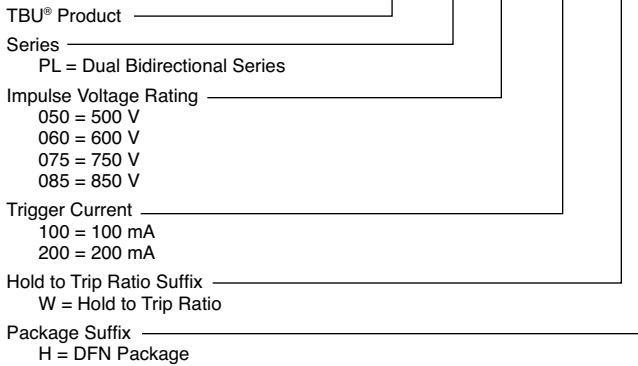 TBU® Product
Series
PL = Dual Bidirectional Series
Impulse Voltage Rating
050 = 500 V
060 = 600 V
075 = 750 V
085 = 850 V
Trigger Current
100 = 100 mA
200 = 200 mA
Hold to Trip Ratio Suffix
W = Hold to Trip Ratio
Package Suffix
H = DFN Package